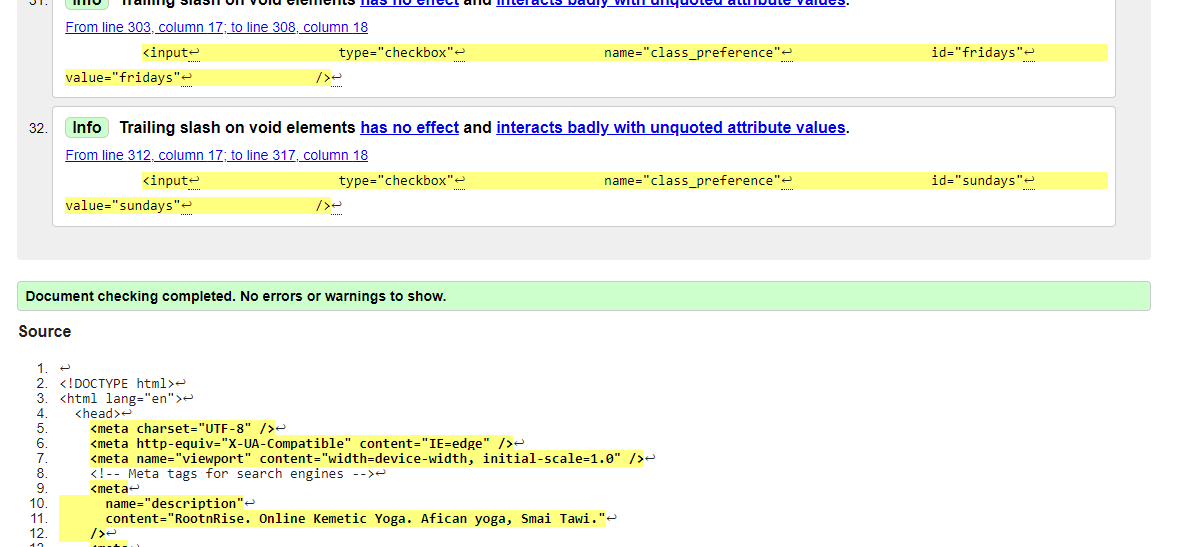 31. Info Trailing slash on void elements has no effect and interacts badly with unquoted attribute values.
From line 303, column 17; to line 308, column 18
<input↩ type="checkbox"↩ name="class_preference"↩ id="fridays"↩
value="fridays"↩ />↩
32. Info Trailing slash on void elements has no effect and interacts badly with unquoted attribute values.
From line 312, column 17; to line 317, column 18
<input↩ type="checkbox"↩ name="class_preference"↩ id="sundays"↩
value="sundays"↩ />↩
Document checking completed. No errors or warnings to show.
Source
1. ↩
2. <!DOCTYPE html>↩
3. <html lang="en">↩
4. <head>↩
5. <meta charset="UTF-8" />↩
6. <meta http-equiv="X-UA-Compatible" content="IE=edge" />↩
7. <meta name="viewport" content="width=device-width, initial-scale=1.0" />↩
8. <!-- Meta tags for search engines -->↩
9. <meta↩
10. name="description"↩
11. content="RootnRise. Online Kemetic Yoga. Afican yoga, Smai Tawi."↩
12. />↩
13. <meta↩